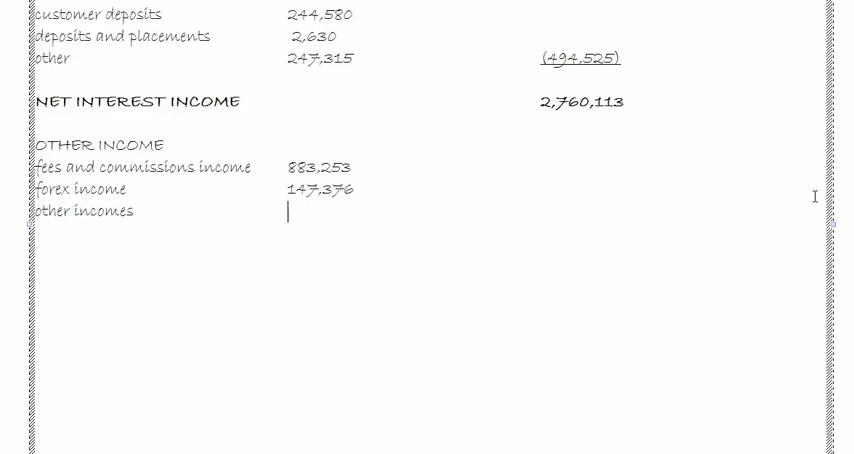 customer deposits 244,580
deposits and placements 2,630
other 247,315 (494,525)
NET INTEREST INCOME 2,760,113
OTHER INCOME
fees and commissions income 883,253
forex income 147,376
other incomes